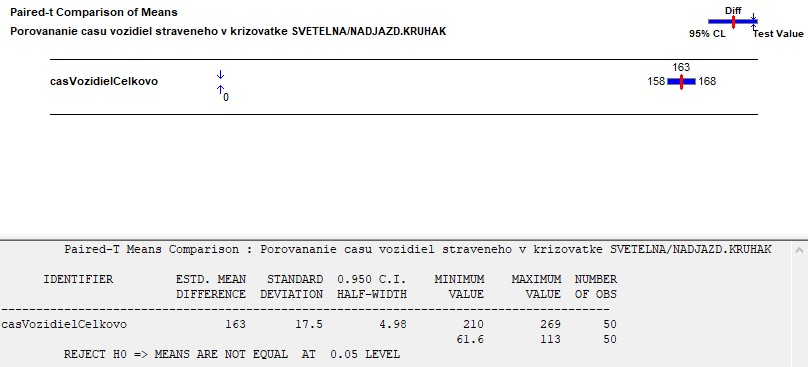 Paired-t Comparison of Means
Porovananie casu vozidiel straveneho v krizovatke SVETELNA/NADJAZD.KRUHAK
Diff
95% CL Test Value
163
casVozidielCelkovo 158 168
0
Paired-T Means Comparison : Porovananie casu vozidiel straveneho v krizovatke SVETELNA/NADJAZD.KRUHAK
IDENTIFIER ESTD. MEAN STANDARD 0.950 C.I. MINIMUM MAXIMUM NUMBER
DIFFERENCE DEVIATION HALF-WIDTH VALUE VALUE OF OBS
casVozidielCelkovo 163 17.5 4.98 210 269 50
61.6 113 50
REJECT H0 => MEANS ARE NOT EQUAL AT 0.05 LEVEL